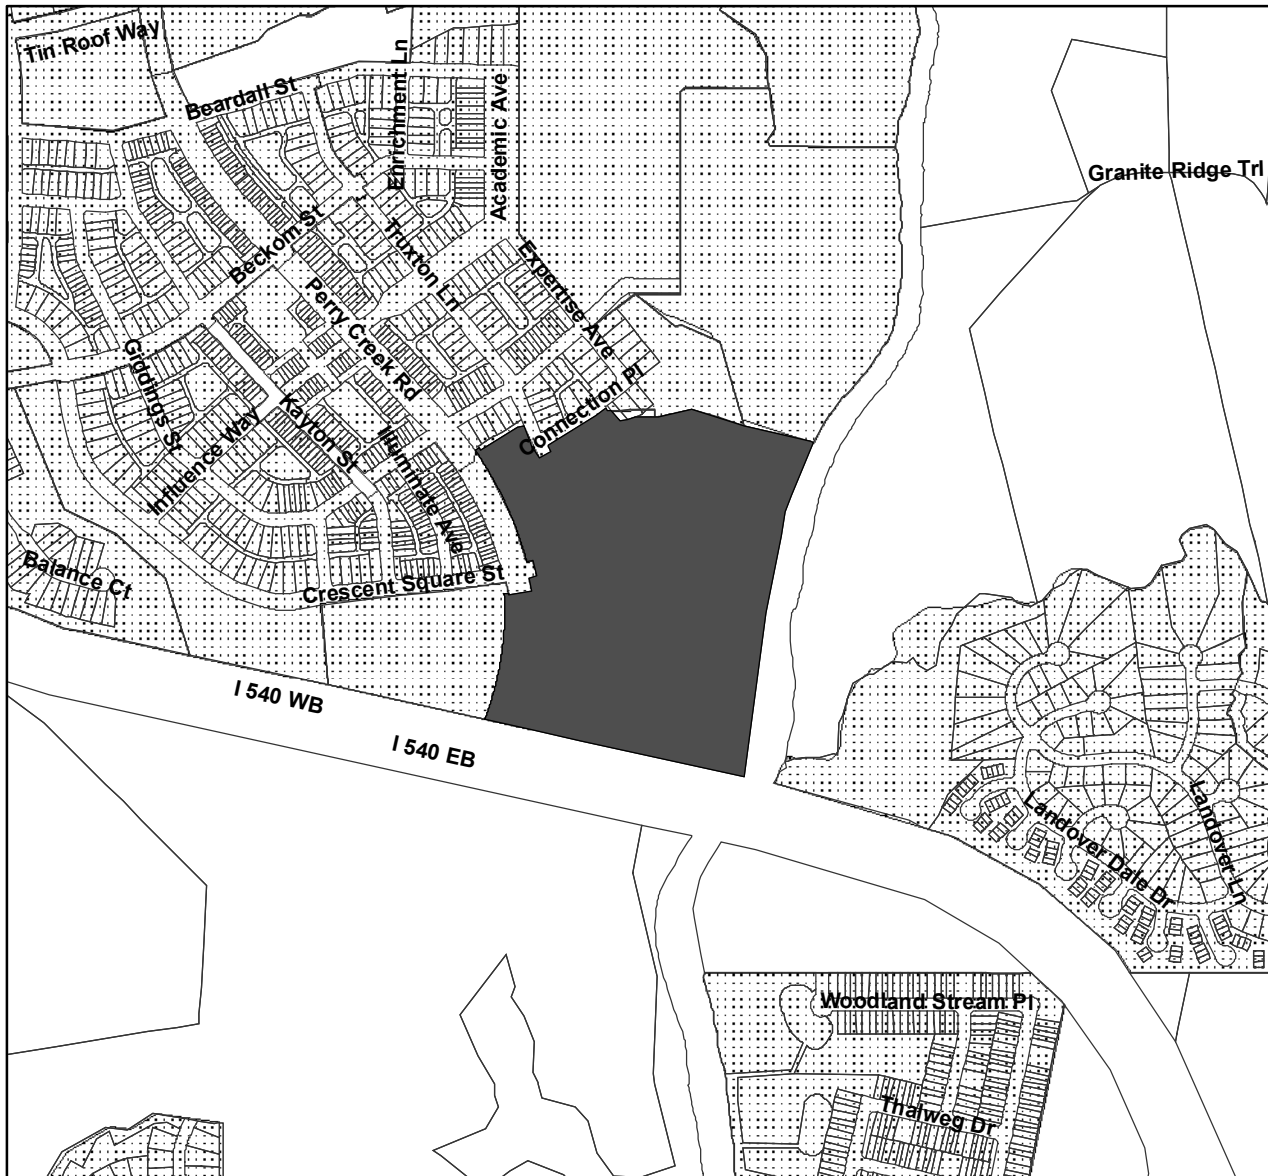 Tin Roof Way
Beardall St
Enrichment Ln
Academic Ave
Granite Ridge Trl
Beckom St
Truxton Ln
Expertise Ave
Perry Creek Rd
Giddings St
Connection Pl
Influence Way
Kayton St
Illuminate Ave
Balance Ct
Crescent Square St
I 540 WB
I 540 EB
Landover Dale Dr
Landover Ln
Woodland Stream Pl
Thalweg Dr